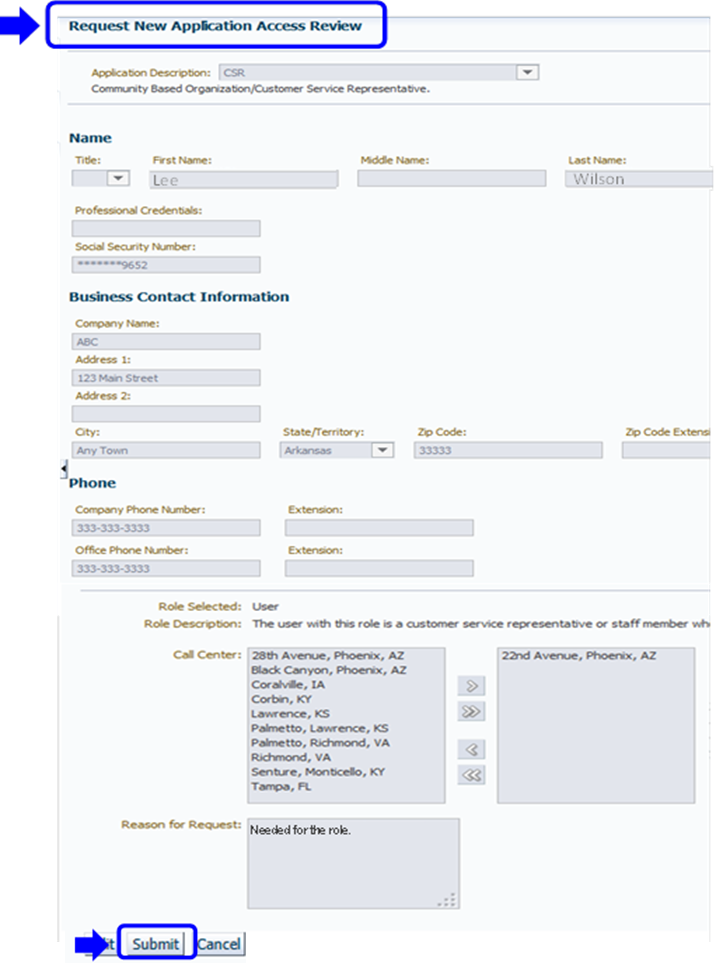 Request New Application Access Review
Application Description: CSR
Community Based Organization/Customer Service Representative.
Name
Title: First Name: Middle Name: Last Name:
Lee Wilson
Professional Credentials:
Social Security Number:
*******9652
Business Contact Information
Company Name:
ABC
Address 1:
123 Main Street
Address 2:
City: State/Territory: Zip Code: Zip Code Extensi
Any Town Arkansas 33333
Phone
Company Phone Number: Extension:
333-333-3333
Office Phone Number: Extension:
333-333-3333
Role Selected: User
Role Description: The user with this role is a customer service representative or staff member wh
Call Center: 28th Avenue, Phoenix, AZ 22nd Avenue, Phoenix, AZ
Black Canyon, Phoenix, AZ
Coralville, IA
Corbin, KY
Lawrence, KS
Palmetto, Lawrence, KS
Palmetto, Richmond, VA
Richmond, VA
Senture, Monticello, KY
Tampa, FL
Reason for Request: Needed for the role.
Submit Cancel